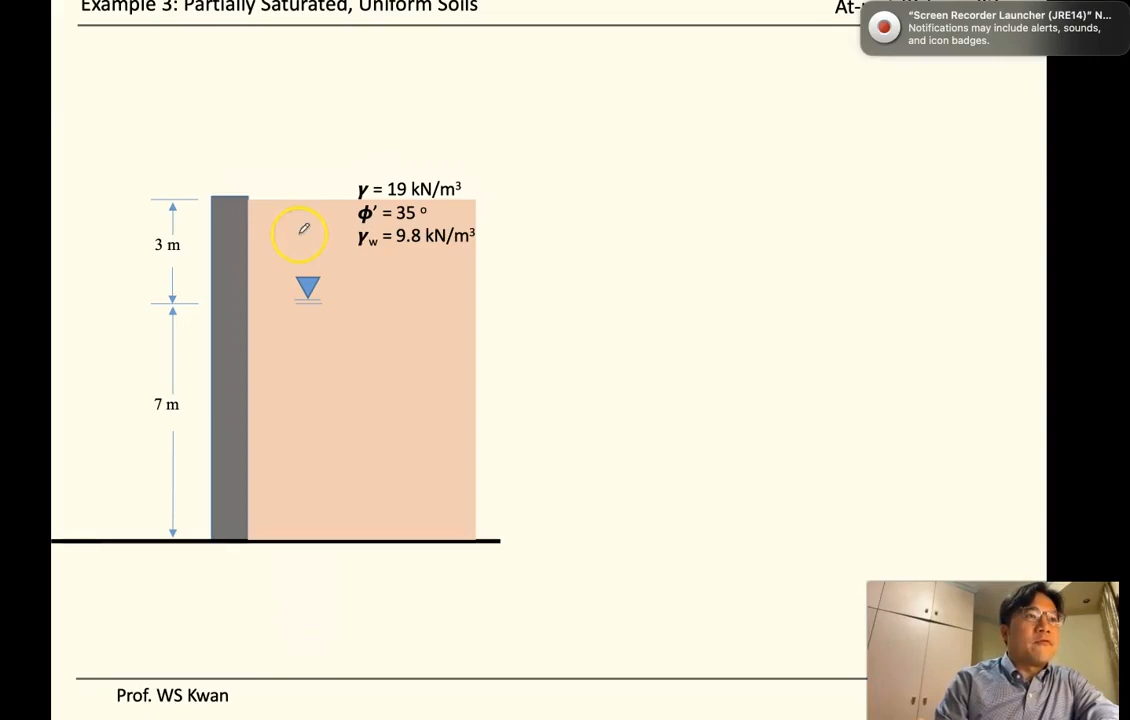 Example 3: Partially Saturated, Uniform Soils
At-
"Screen Recorder Launcher (JRE14)" N...
Notifications may include alerts, sounds,
and icon badges.
γ = 19 kN/m³
ϕ′ = 35 °
γw = 9.8 kN/m³
3 m
7 m
Prof. WS Kwan